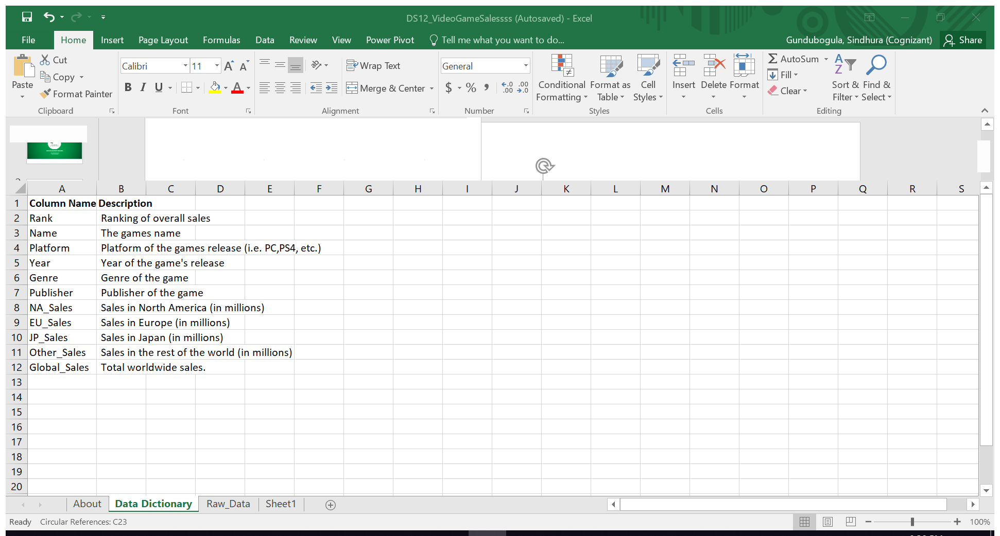 DS12_VideoGameSalessss (Autosaved) - Excel
File Home Insert Page Layout Formulas Data Review View Power Pivot Tell me what you want to do... Gundubogula, Sindhura (Cognizant) Share
Paste Cut Copy Format Painter Clipboard
Calibri 11 A A B I U A Font
Wrap Text Merge & Center Alignment
General $ % , .0 .00 .00 .0 Number
Conditional Formatting Format as Table Cell Styles Styles
Insert Delete Format Cells
AutoSum Fill Clear Sort & Filter Find & Select Editing
A B C D E F G H I J K L M N O P Q R S
1 Column Name Description
2 Rank Ranking of overall sales
3 Name The games name
4 Platform Platform of the games release (i.e. PC,PS4, etc.)
5 Year Year of the game's release
6 Genre Genre of the game
7 Publisher Publisher of the game
8 NA_Sales Sales in North America (in millions)
9 EU_Sales Sales in Europe (in millions)
10 JP_Sales Sales in Japan (in millions)
11 Other_Sales Sales in the rest of the world (in millions)
12 Global_Sales Total worldwide sales.
13
14
15
16
17
18
19
20
About Data Dictionary Raw_Data Sheet1
Ready Circular References: C23 100%